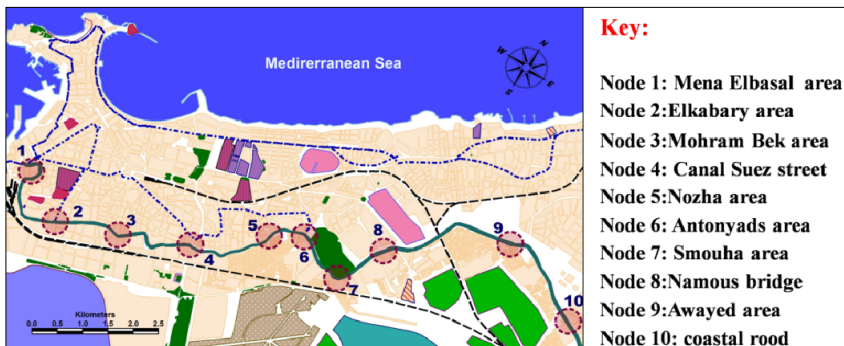 Medirerranean Sea
N
W
S
E
1
2
3
4
5
6
7
8
9
10
Kilometers
0.0 0.5 1.0 1.5 2.0 2.5
Key:
Node 1: Mena Elbasal area
Node 2:Elkabary area
Node 3:Mohram Bek area
Node 4: Canal Suez street
Node 5:Nozha area
Node 6: Antonyads area
Node 7: Smouha area
Node 8:Namous bridge
Node 9:Awayed area
Node 10: coastal rood